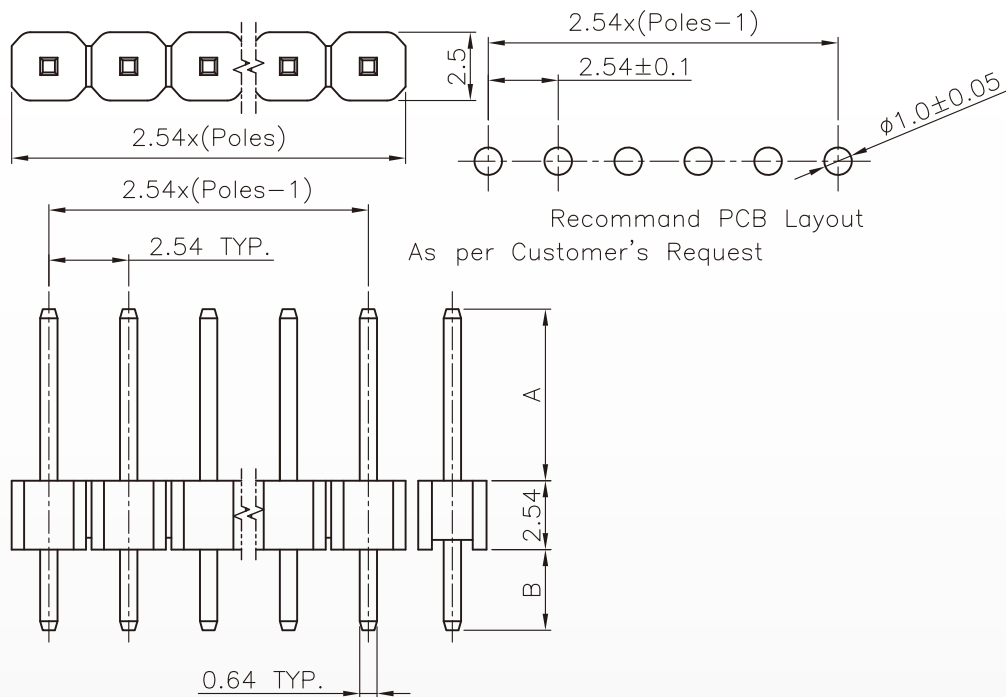 2.54x(Poles-1)
2.54±0.1
2.5
ø1.0±0.05
2.54x(Poles)
2.54x(Poles-1)
Recommand PCB Layout
2.54 TYP.
As per Customer's Request
A
2.54
B
0.64 TYP.